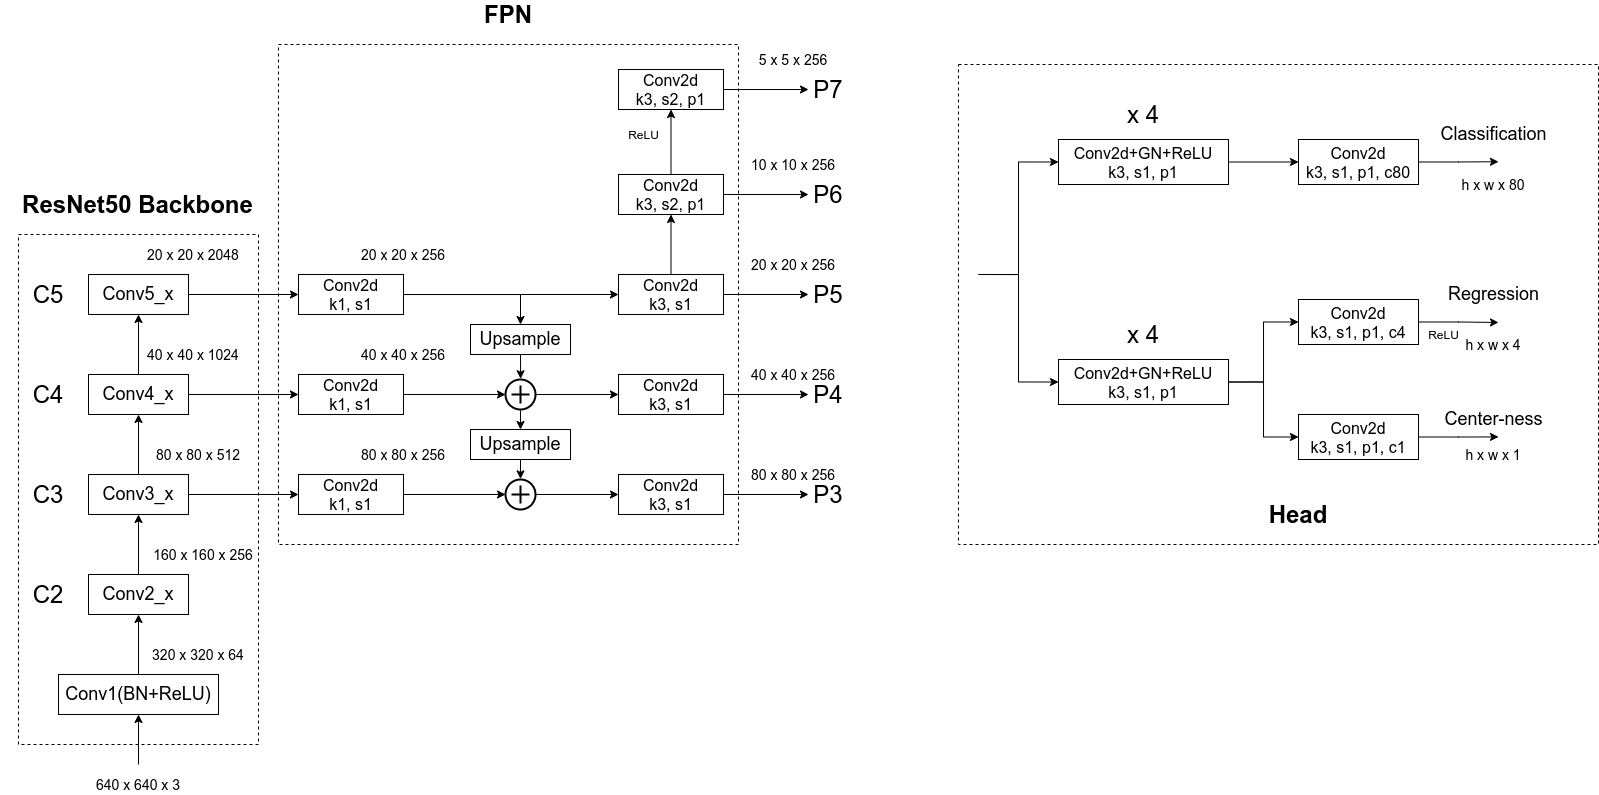 FPN
5 x 5 x 256
Conv2d
k3, s2, p1
P7
ReLU
10 x 10 x 256
Conv2d
k3, s2, p1
P6
ResNet50 Backbone
20 x 20 x 2048
C5
Conv5_x
20 x 20 x 256
Conv2d
k1, s1
Conv2d
k3, s1
20 x 20 x 256
P5
Upsample
40 x 40 x 1024
C4
Conv4_x
40 x 40 x 256
Conv2d
k1, s1
Conv2d
k3, s1
40 x 40 x 256
P4
Upsample
80 x 80 x 512
C3
Conv3_x
80 x 80 x 256
Conv2d
k1, s1
Conv2d
k3, s1
80 x 80 x 256
P3
160 x 160 x 256
C2
Conv2_x
320 x 320 x 64
Conv1(BN+ReLU)
640 x 640 x 3
x 4
Conv2d+GN+ReLU
k3, s1, p1
Conv2d
k3, s1, p1, c80
Classification
h x w x 80
x 4
Conv2d+GN+ReLU
k3, s1, p1
Conv2d
k3, s1, p1, c4
Regression
ReLU
h x w x 4
Conv2d
k3, s1, p1, c1
Center-ness
h x w x 1
Head